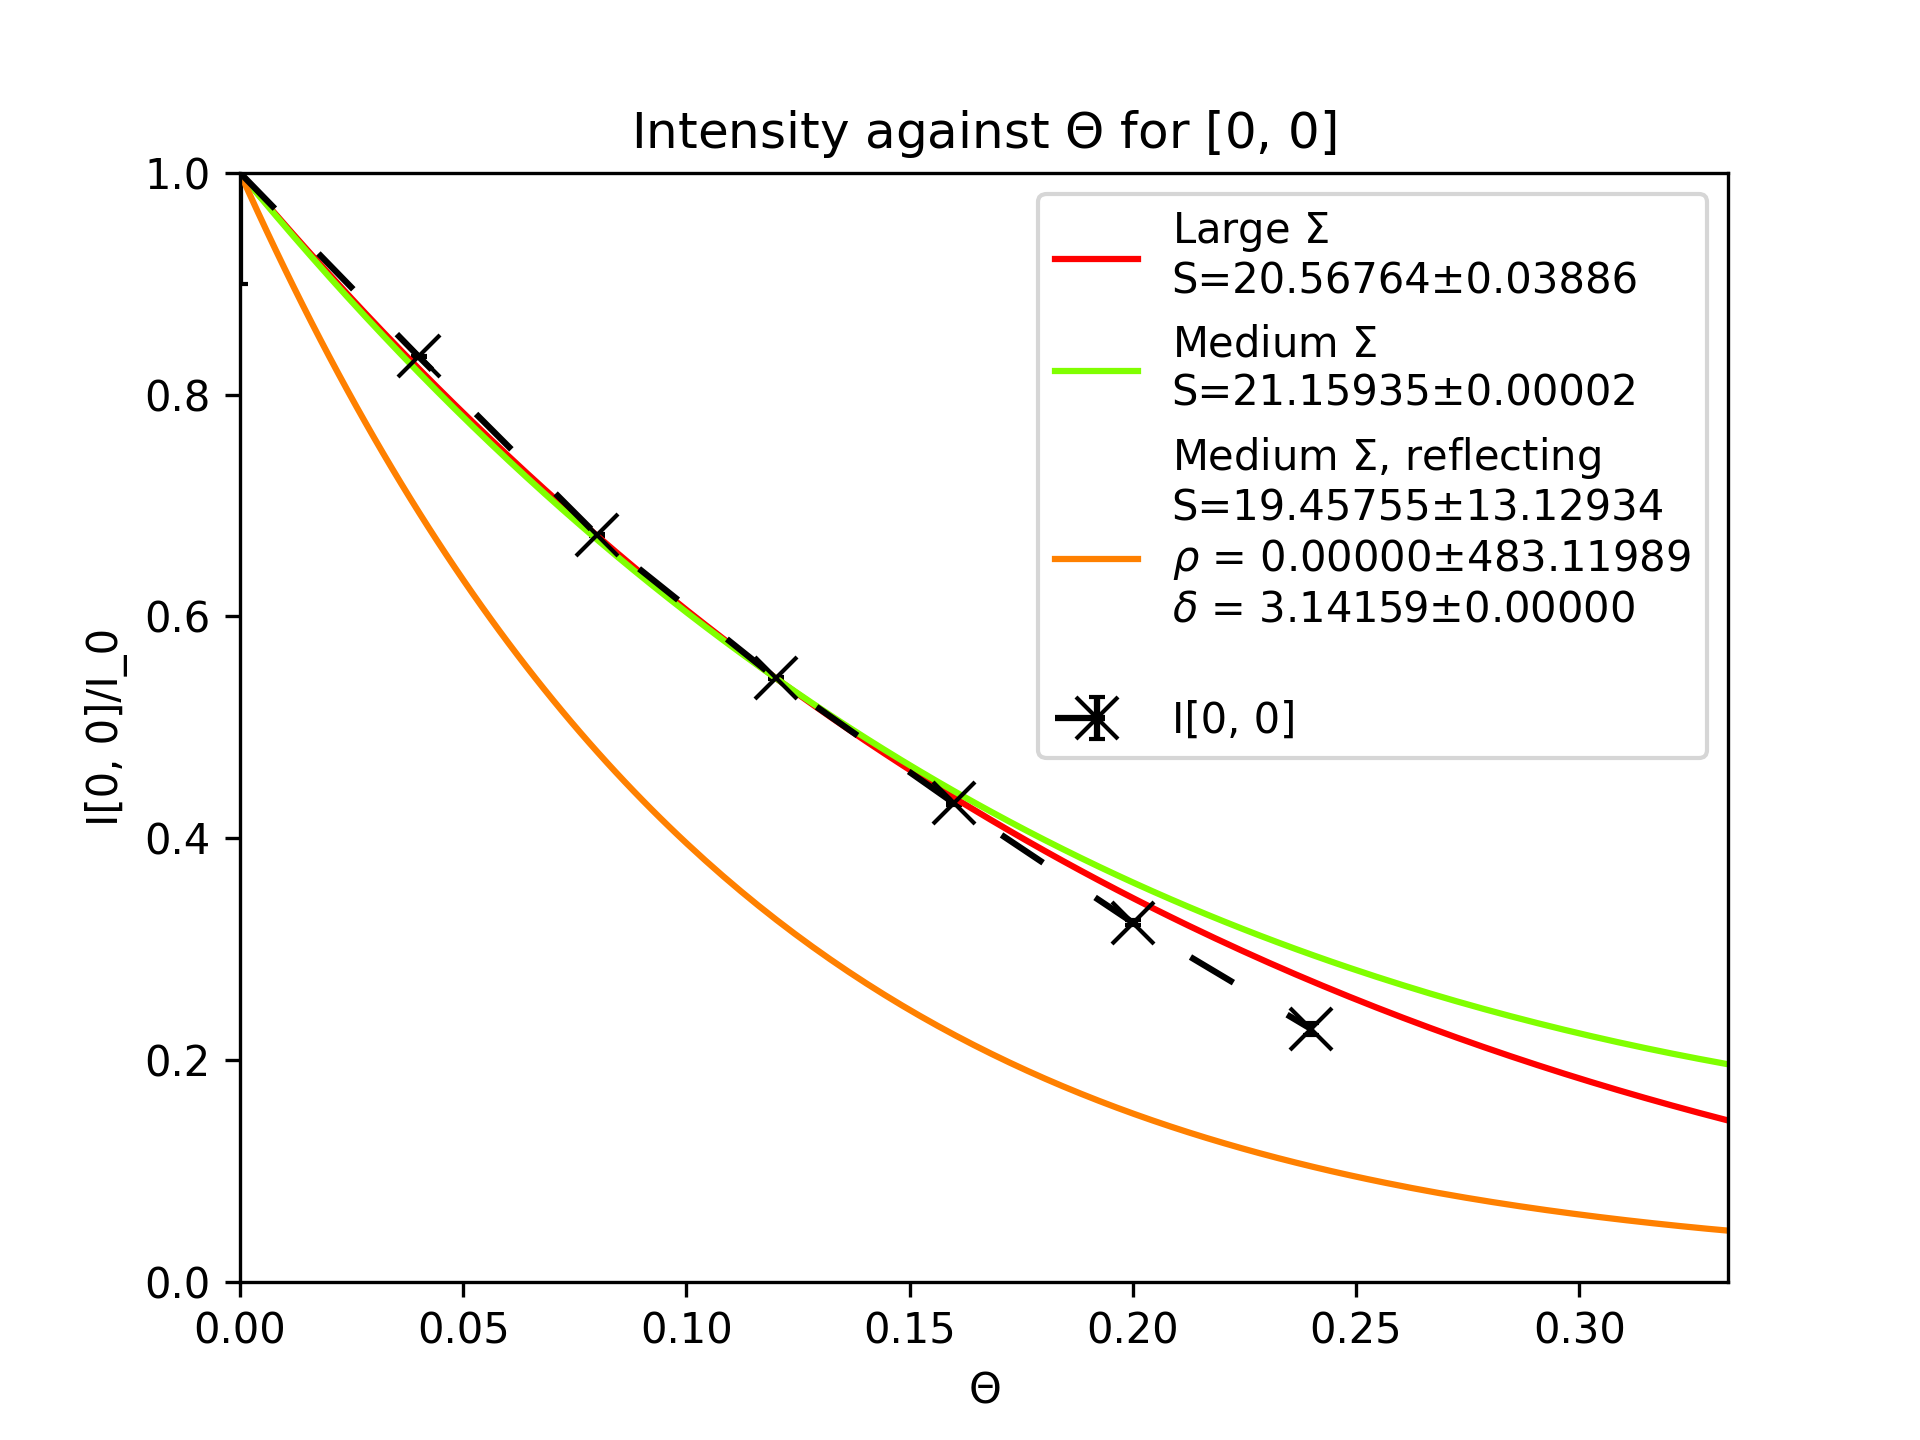 Intensity against Θ for [0, 0]
I[0, 0]/I_0
1.0
0.8
0.6
0.4
0.2
0.0
Large Σ
S=20.56764±0.03886
Medium Σ
S=21.15935±0.00002
Medium Σ, reflecting
S=19.45755±13.12934
ρ = 0.00000±483.11989
δ = 3.14159±0.00000
I[0, 0]
0.00 0.05 0.10 0.15 0.20 0.25 0.30
Θ